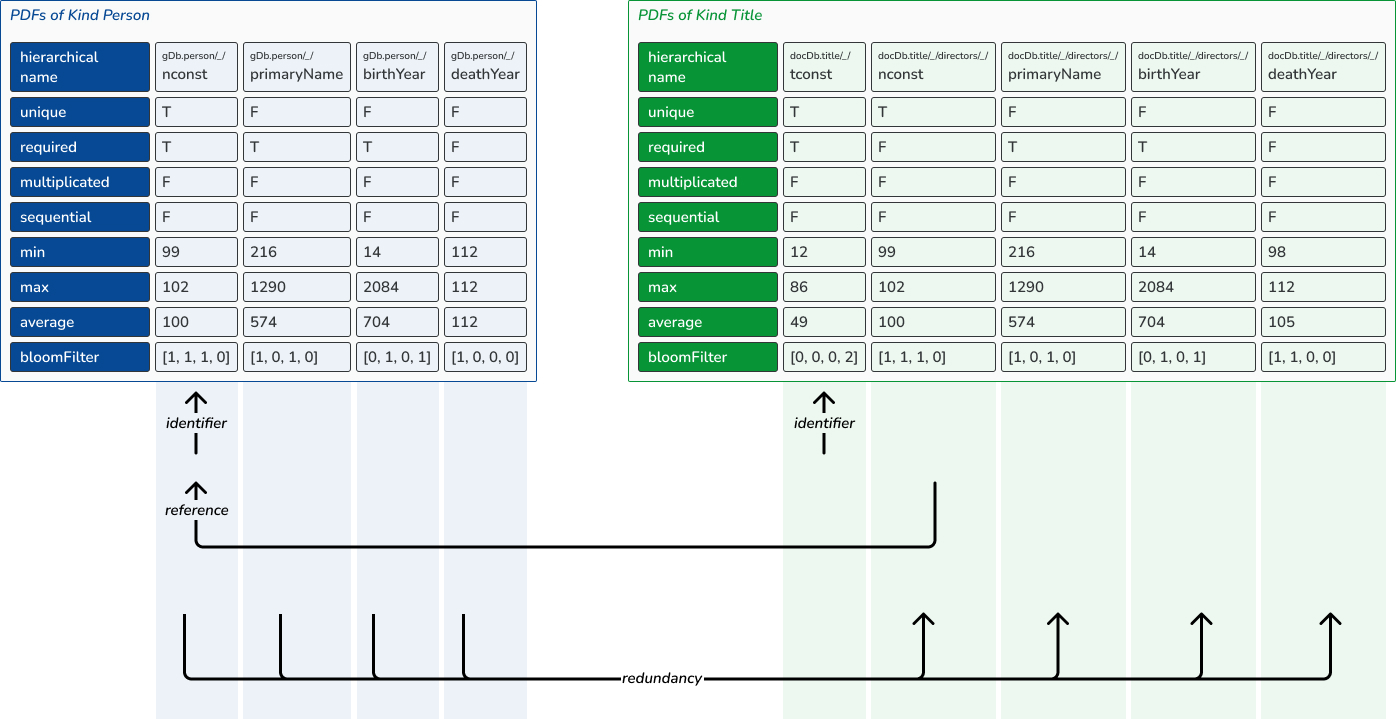 PDFs of Kind Person
hierarchical name gDb.person/_/ nconst gDb.person/_/ primaryName gDb.person/_/ birthYear gDb.person/_/ deathYear
unique T F F F
required T T T F
multiplicated F F F F
sequential F F F F
min 99 216 14 112
max 102 1290 2084 112
average 100 574 704 112
bloomFilter [1, 1, 1, 0] [1, 0, 1, 0] [0, 1, 0, 1] [1, 0, 0, 0]
PDFs of Kind Title
hierarchical name docDb.title/_/ tconst docDb.title/_/directors/_/ nconst docDb.title/_/directors/_/ primaryName docDb.title/_/directors/_/ birthYear docDb.title/_/directors/_/ deathYear
unique T T F F F
required T F T T F
multiplicated F F F F F
sequential F F F F F
min 12 99 216 14 98
max 86 102 1290 2084 112
average 49 100 574 704 105
bloomFilter [0, 0, 0, 2] [1, 1, 1, 0] [1, 0, 1, 0] [0, 1, 0, 1] [1, 1, 0, 0]
identifier identifier
reference
redundancy